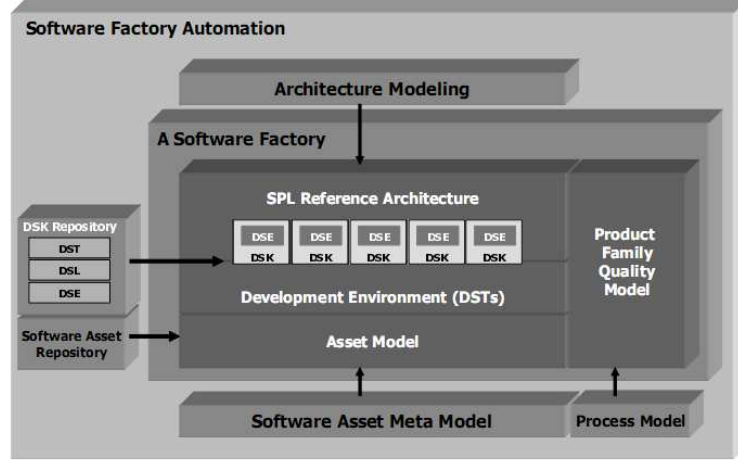 Software Factory Automation
Architecture Modeling
A Software Factory
SPL Reference Architecture
DSE DSE DSE DSE DSE
DSK DSK DSK DSK DSK
DSK Repository
DST
DSL
DSE
Product
Family
Quality
Model
Development Environment (DSTs)
Software Asset
Repository
Asset Model
Software Asset Meta Model
Process Model